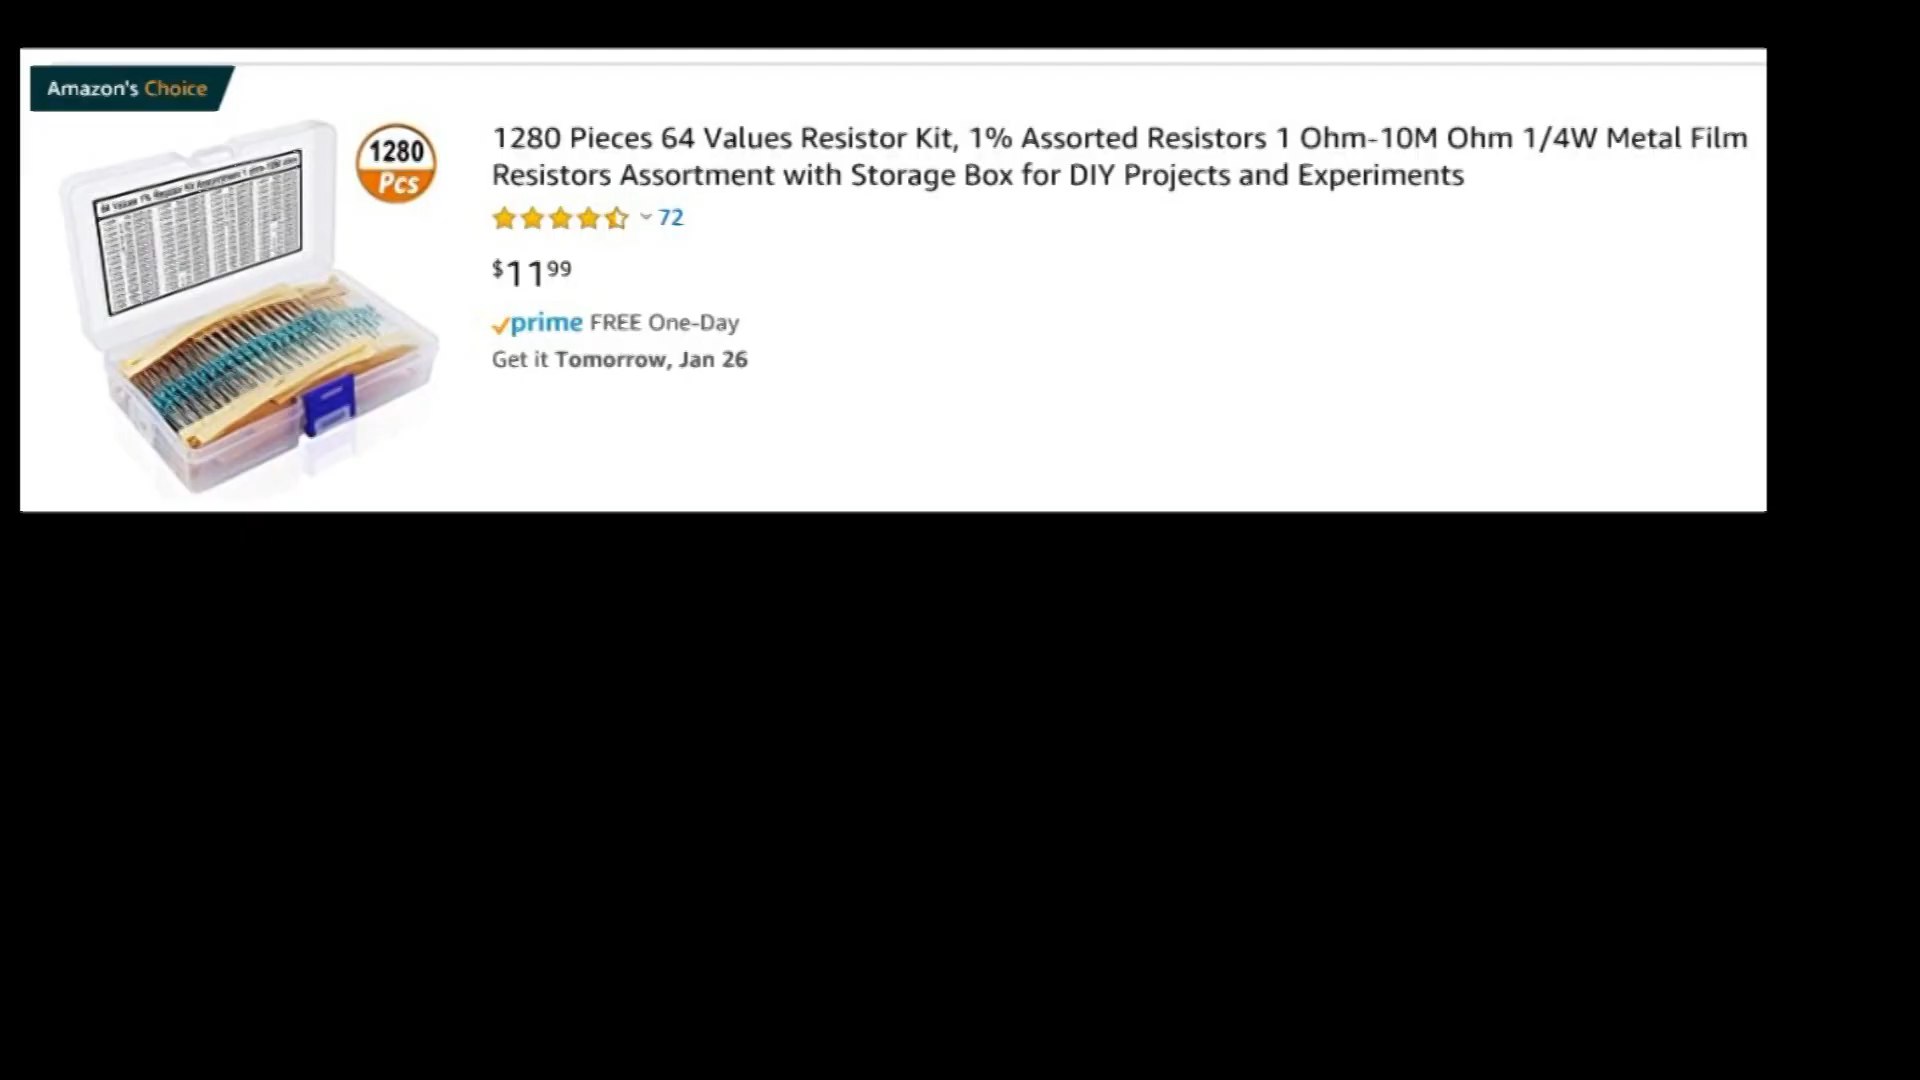 Amazon's Choice
1280
Pcs
1280 Pieces 64 Values Resistor Kit, 1% Assorted Resistors 1 Ohm-10M Ohm 1/4W Metal Film
Resistors Assortment with Storage Box for DIY Projects and Experiments
72
$1199
prime FREE One-Day
Get it Tomorrow, Jan 26